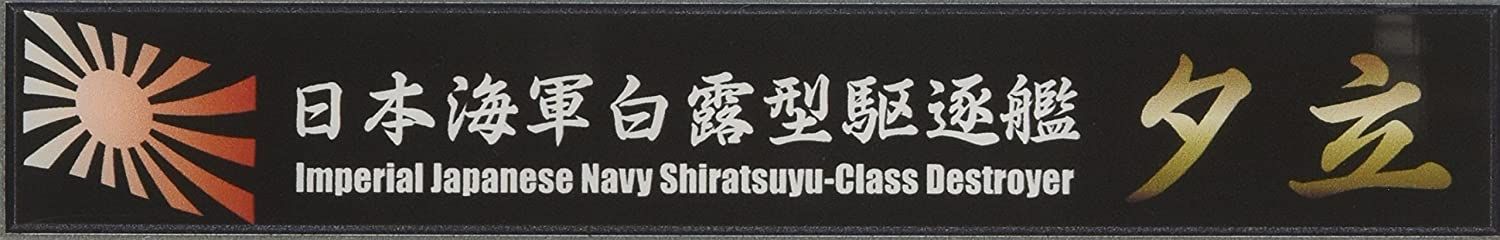 日本海軍白露型駆逐艦
Imperial Japanese Navy Shiratsuyu-Class Destroyer
夕立